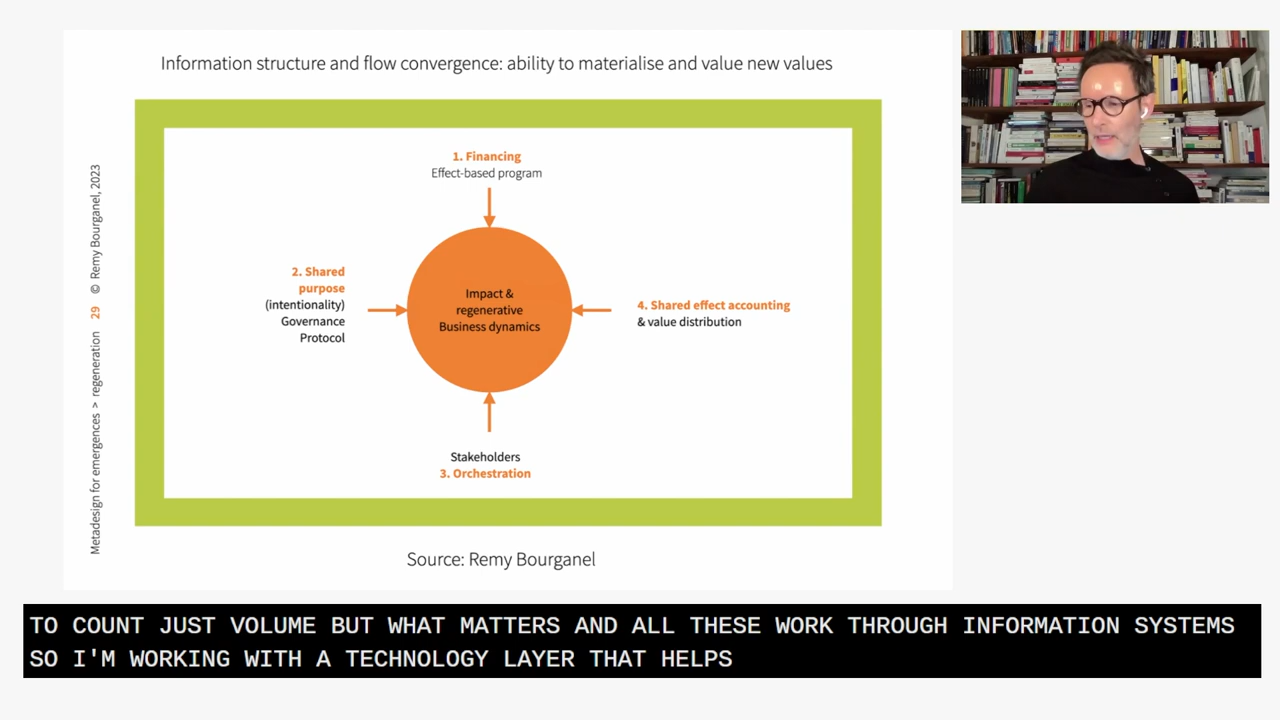 Information structure and flow convergence: ability to materialise and value new values
Metadesign for emergences > regeneration 29 © Remy Bourganel, 2023
1. Financing
Effect-based program
2. Shared
purpose
(intentionality)
Governance
Protocol
Impact &
regenerative
Business dynamics
4. Shared effect accounting
& value distribution
Stakeholders
3. Orchestration
Source: Remy Bourganel
TO COUNT JUST VOLUME BUT WHAT MATTERS AND ALL THESE WORK THROUGH INFORMATION SYSTEMS
SO I'M WORKING WITH A TECHNOLOGY LAYER THAT HELPS